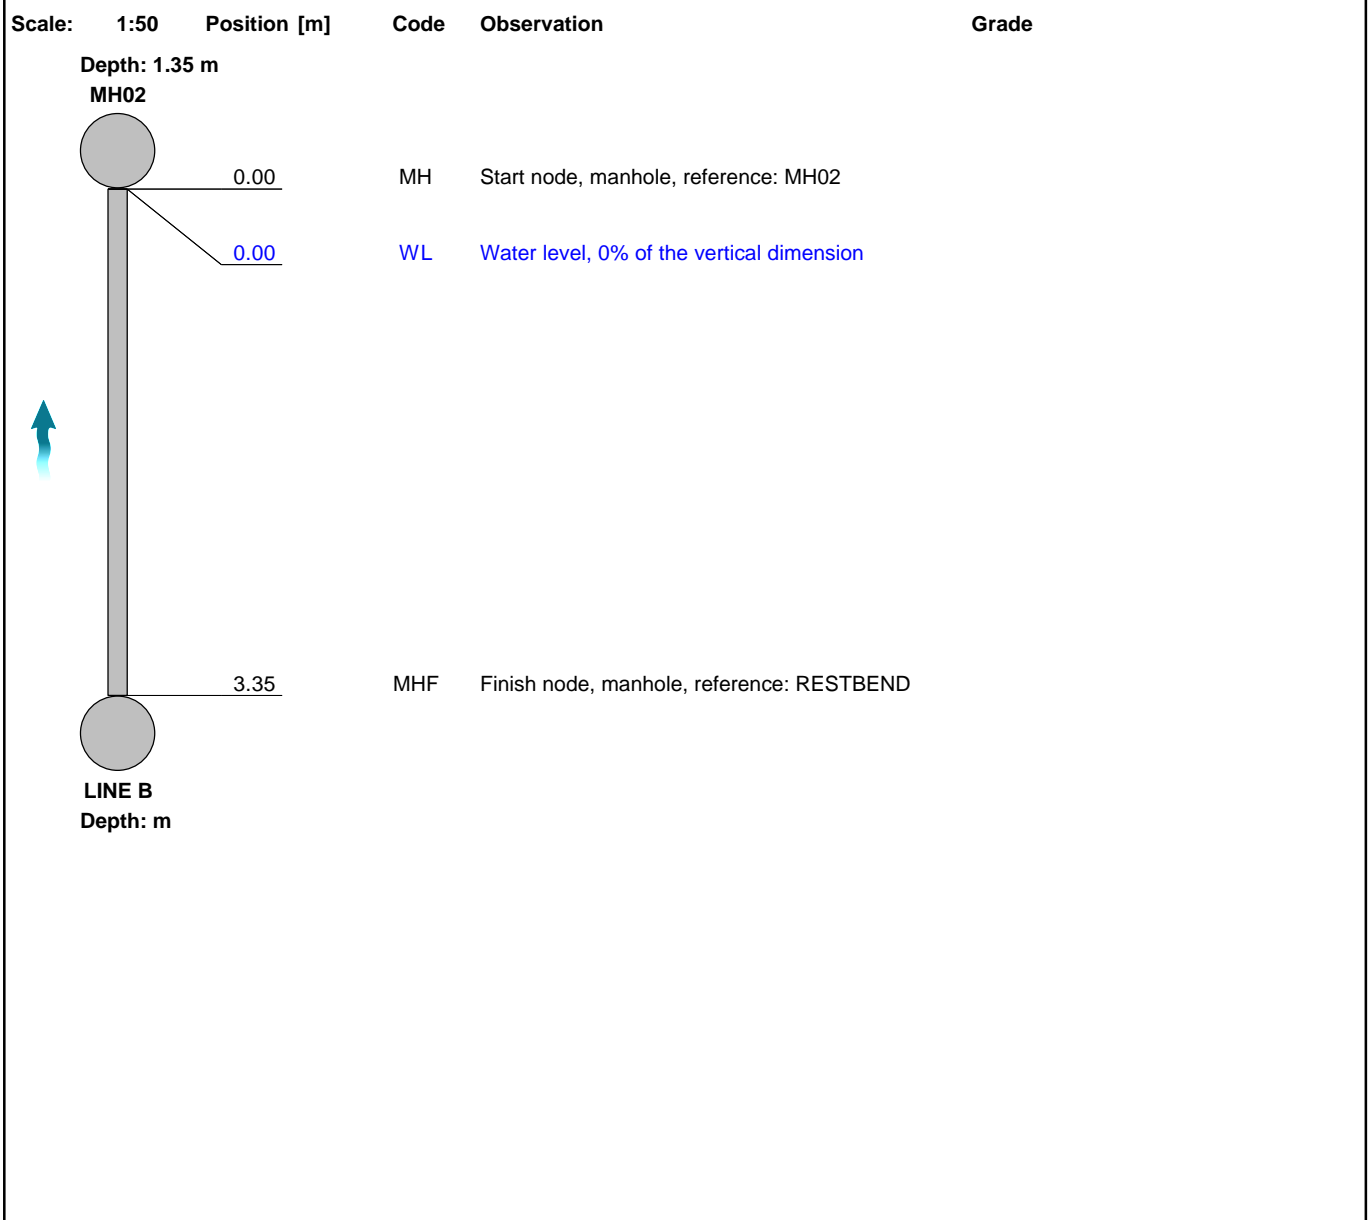 Scale: 1:50 Position [m] Code Observation Grade
Depth: 1.35 m
MH02
0.00 MH Start node, manhole, reference: MH02
0.00 WL Water level, 0% of the vertical dimension
3.35 MHF Finish node, manhole, reference: RESTBEND
LINE B
Depth: m